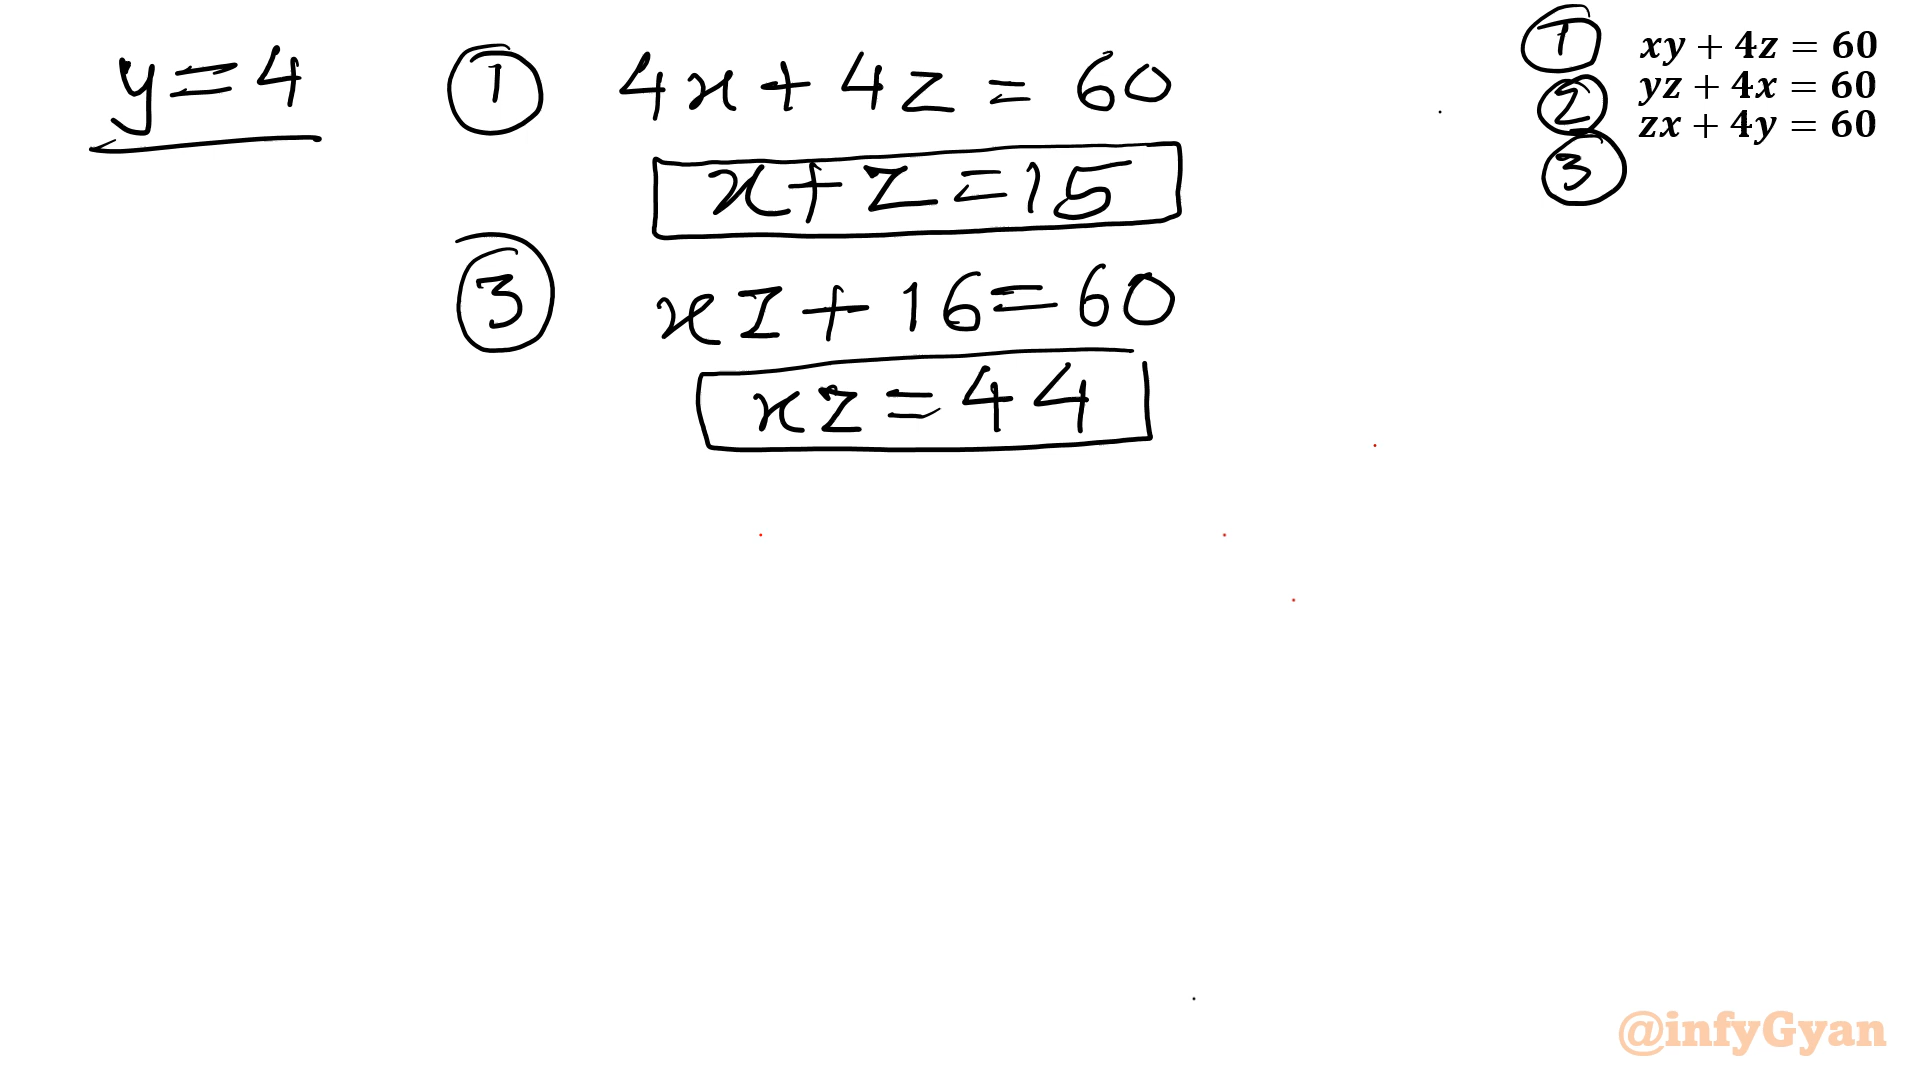 y = 4 ① 4x + 4z = 60
x + z = 15
③ xz + 16 = 60
xz = 44
① xy + 4z = 60
② yz + 4x = 60
③ zx + 4y = 60
@infyGyan